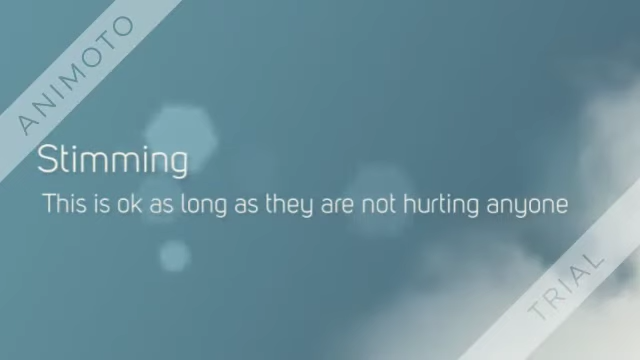 ANIMOTO
Stimming
This is ok as long as they are not hurting anyone
TRIAL